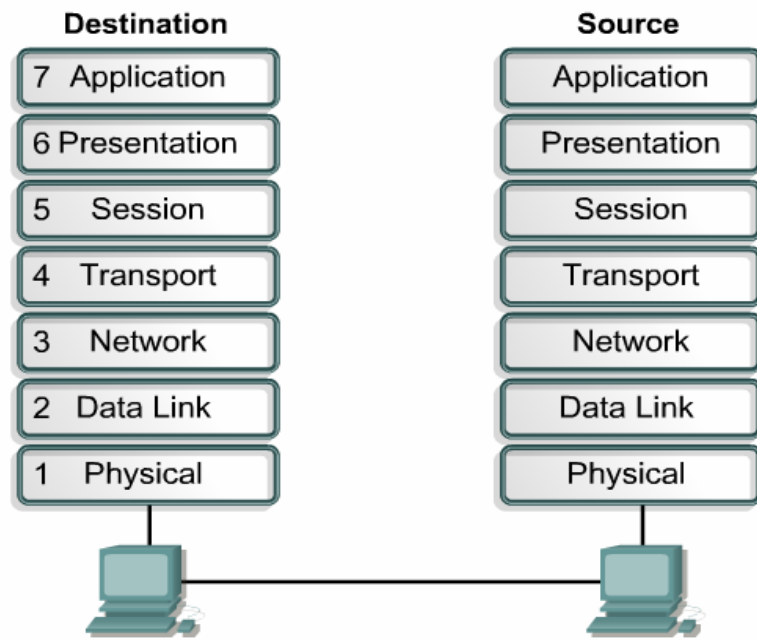 Destination
7 Application
6 Presentation
5 Session
4 Transport
3 Network
2 Data Link
1 Physical
Source
Application
Presentation
Session
Transport
Network
Data Link
Physical